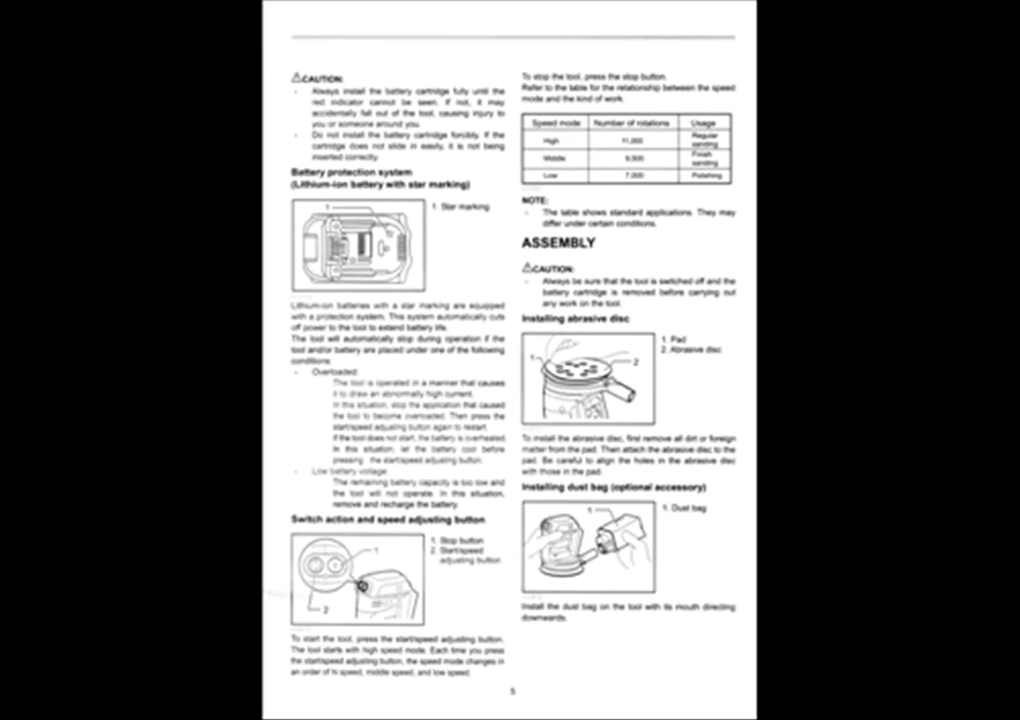 ⚠CAUTION:
- Always install the battery cartridge fully until the
red indicator cannot be seen. If not, it may
accidentally fall out of the tool, causing injury to
you or someone around you.
- Do not install the battery cartridge forcibly. If the
cartridge does not slide in easily, it is not being
inserted correctly.
Battery protection system
(Lithium-ion battery with star marking)
1
1. Star marking
Lithium-ion batteries with a star marking are equipped
with a protection system. This system automatically cuts
off power to the tool to extend battery life.
The tool will automatically stop during operation if the
tool and/or battery are placed under one of the following
conditions:
- Overloaded:
The tool is operated in a manner that causes
it to draw an abnormally high current.
In this situation, stop the application that caused
the tool to become overloaded. Then press the
start/speed adjusting button again to restart.
If the tool does not start, the battery is overheated.
In this situation, let the battery cool before
pressing the start/speed adjusting button.
- Low battery voltage:
The remaining battery capacity is too low and
the tool will not operate. In this situation,
remove and recharge the battery.
Switch action and speed adjusting button
1
2
1. Stop button
2. Start/speed
adjusting button
To start the tool, press the start/speed adjusting button.
The tool starts with high speed mode. Each time you press
the start/speed adjusting button, the speed mode changes in
an order of hi speed, middle speed, and low speed.
To stop the tool, press the stop button.
Refer to the table for the relationship between the speed
mode and the kind of work.
Speed mode Number of rotations Usage
High 11,000 Regular sanding
Middle 9,500 Finish sanding
Low 7,000 Polishing
NOTE:
- The table shows standard applications. They may
differ under certain conditions.
ASSEMBLY
⚠CAUTION:
- Always be sure that the tool is switched off and the
battery cartridge is removed before carrying out
any work on the tool.
Installing abrasive disc
1
2
1. Pad
2. Abrasive disc
To install the abrasive disc, first remove all dirt or foreign
matter from the pad. Then attach the abrasive disc to the
pad. Be careful to align the holes in the abrasive disc
with those in the pad.
Installing dust bag (optional accessory)
1
1. Dust bag
Install the dust bag on the tool with its mouth directing
downwards.
5